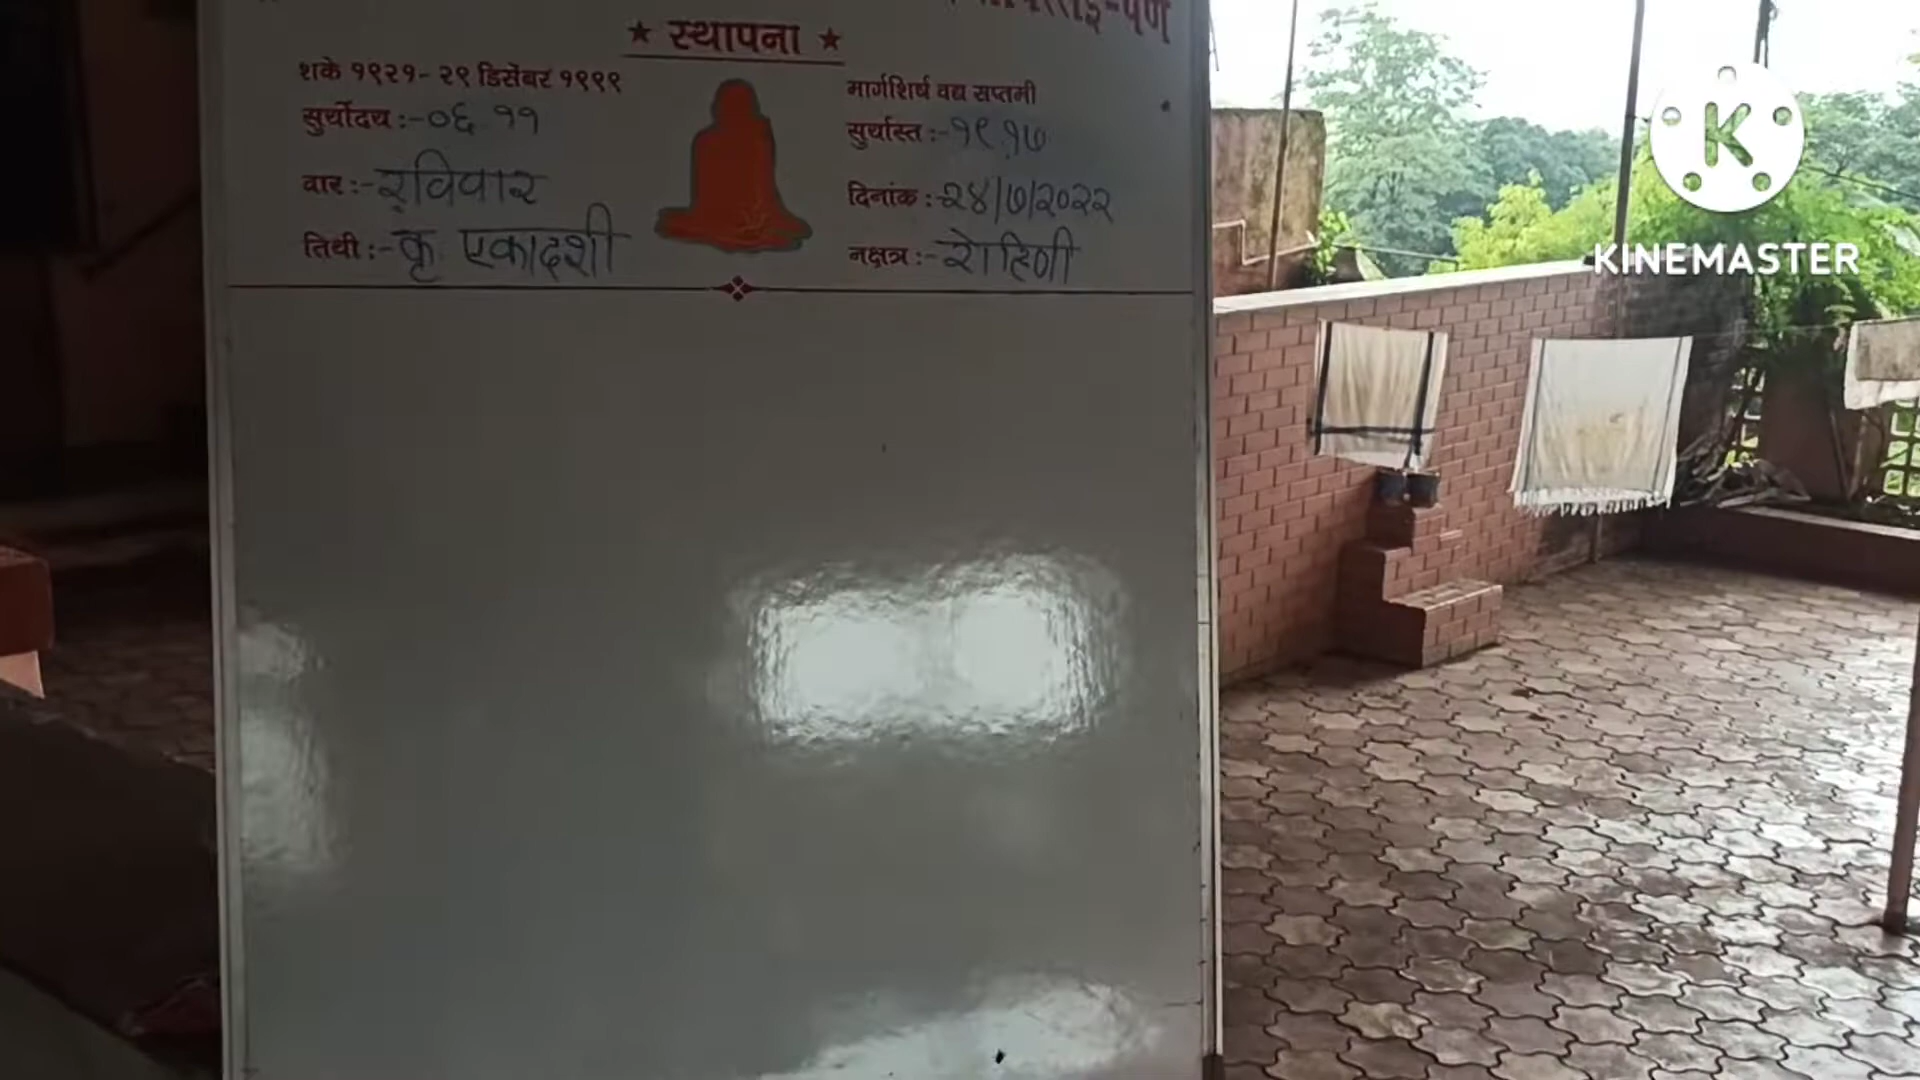 ★ स्थापना ★
शके १९२१- २९ डिसेंबर १९९९
मार्गशिर्ष वद्य सप्तमी
सुर्योदय :- ०६.११
सुर्यास्त :- १९.१७
वार :- रविवार
दिनांक :- २४/७/२०२२
तिथी :- कृ. एकादशी
नक्षत्र :- रोहिणी
K
KINEMASTER